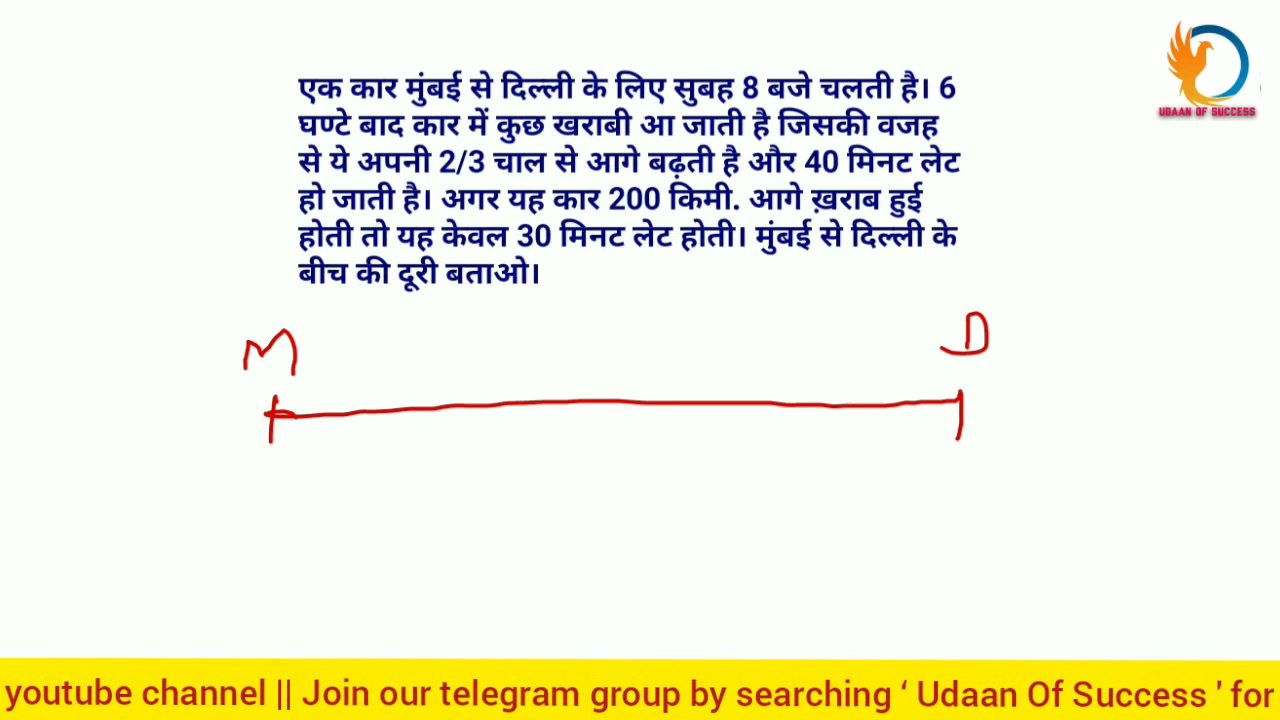 UDAAN OF SUCCESS
एक कार मुंबई से दिल्ली के लिए सुबह 8 बजे चलती है। 6
घण्टे बाद कार में कुछ खराबी आ जाती है जिसकी वजह
से ये अपनी 2/3 चाल से आगे बढ़ती है और 40 मिनट लेट
हो जाती है। अगर यह कार 200 किमी. आगे ख़राब हुई
होती तो यह केवल 30 मिनट लेट होती। मुंबई से दिल्ली के
बीच की दूरी बताओ।
M D
youtube channel || Join our telegram group by searching ‘ Udaan Of Success ' for